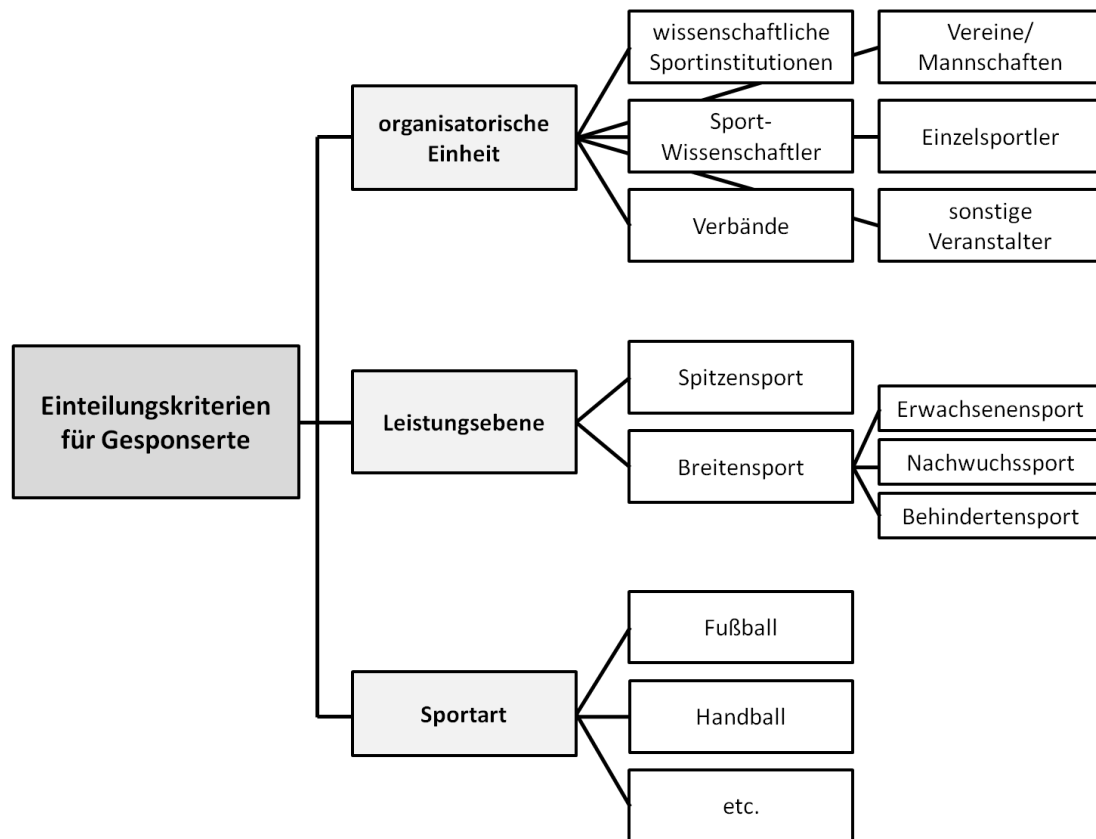 Einteilungskriterien
für Gesponserte
organisatorische
Einheit
wissenschaftliche
Sportinstitutionen
Vereine/
Mannschaften
Sport-
Wissenschaftler
Einzelsportler
Verbände
sonstige
Veranstalter
Leistungsebene
Spitzensport
Breitensport
Erwachsenensport
Nachwuchssport
Behindertensport
Sportart
Fußball
Handball
etc.